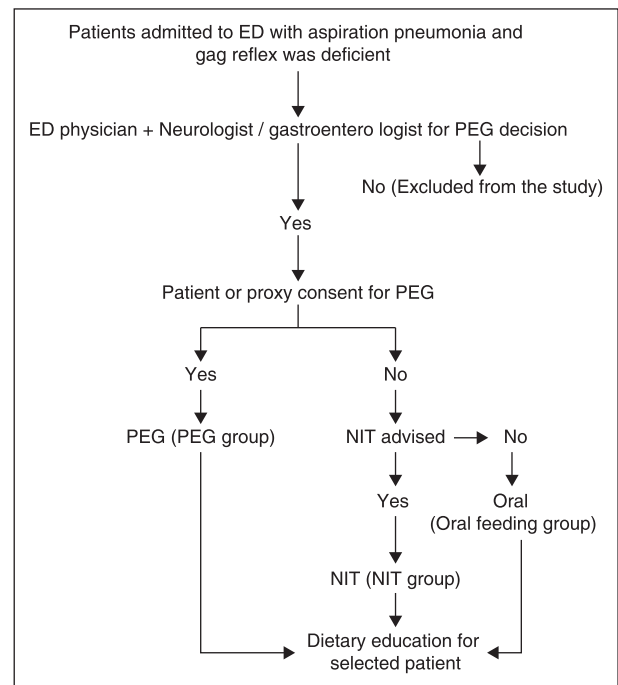 Patients admitted to ED with aspiration pneumonia and
gag reflex was deficient
ED physician + Neurologist / gastroentero logist for PEG decision
No (Excluded from the study)
Yes
Patient or proxy consent for PEG
Yes
No
PEG (PEG group)
NIT advised
No
Yes
Oral
(Oral feeding group)
NIT (NIT group)
Dietary education for
selected patient